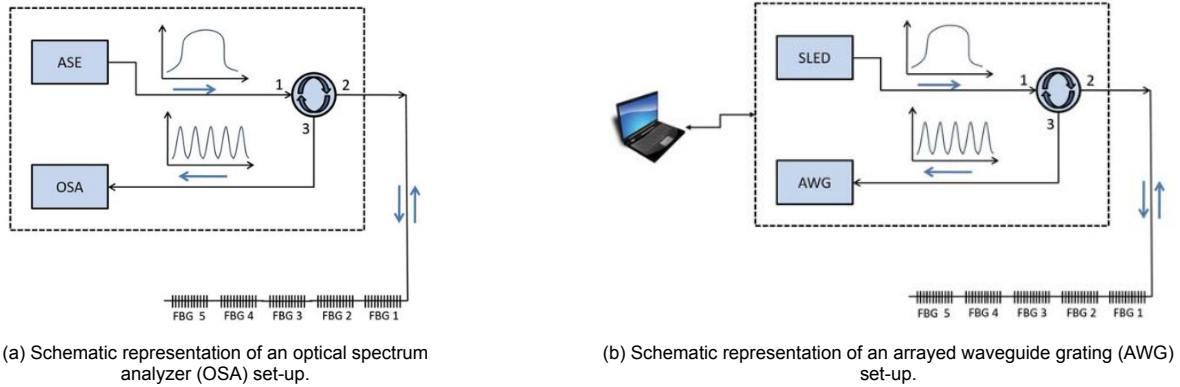 ASE
1
2
3
OSA
FBG 5 FBG 4 FBG 3 FBG 2 FBG 1
(a) Schematic representation of an optical spectrum
analyzer (OSA) set-up.
SLED
1
2
3
AWG
FBG 5 FBG 4 FBG 3 FBG 2 FBG 1
(b) Schematic representation of an arrayed waveguide grating (AWG)
set-up.